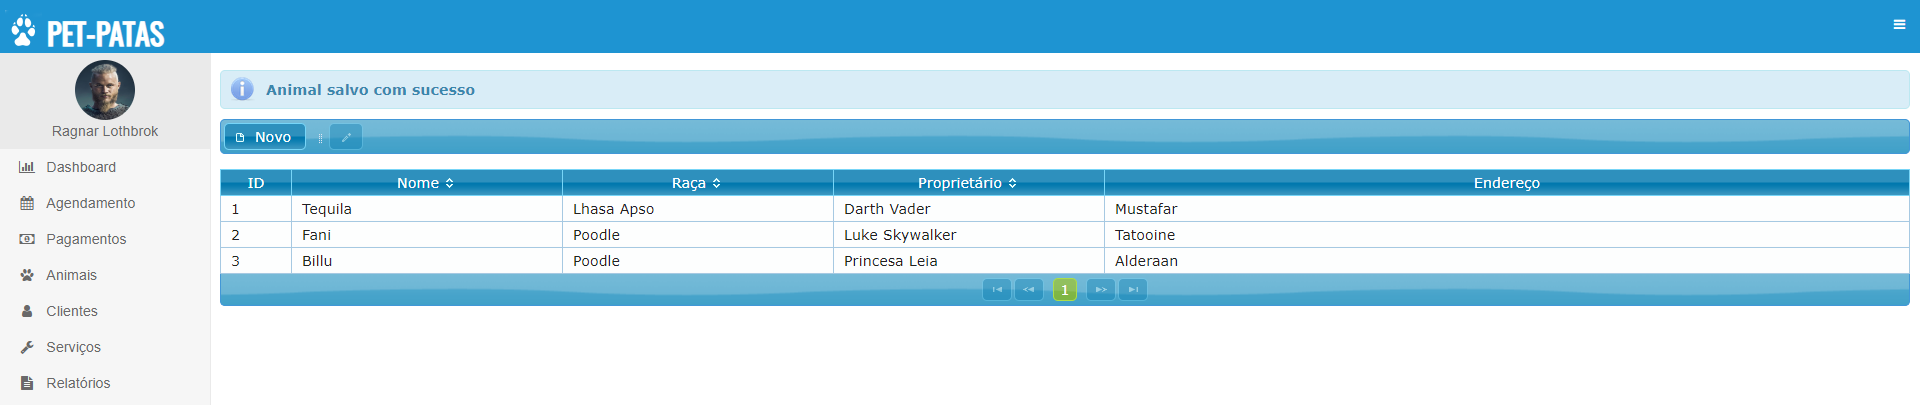 PET-PATAS
Ragnar Lothbrok
Dashboard
Agendamento
Pagamentos
Animais
Clientes
Serviços
Relatórios
Animal salvo com sucesso
Novo
ID Nome Raça Proprietário Endereço
1 Tequila Lhasa Apso Darth Vader Mustafar
2 Fani Poodle Luke Skywalker Tatooine
3 Billu Poodle Princesa Leia Alderaan
1